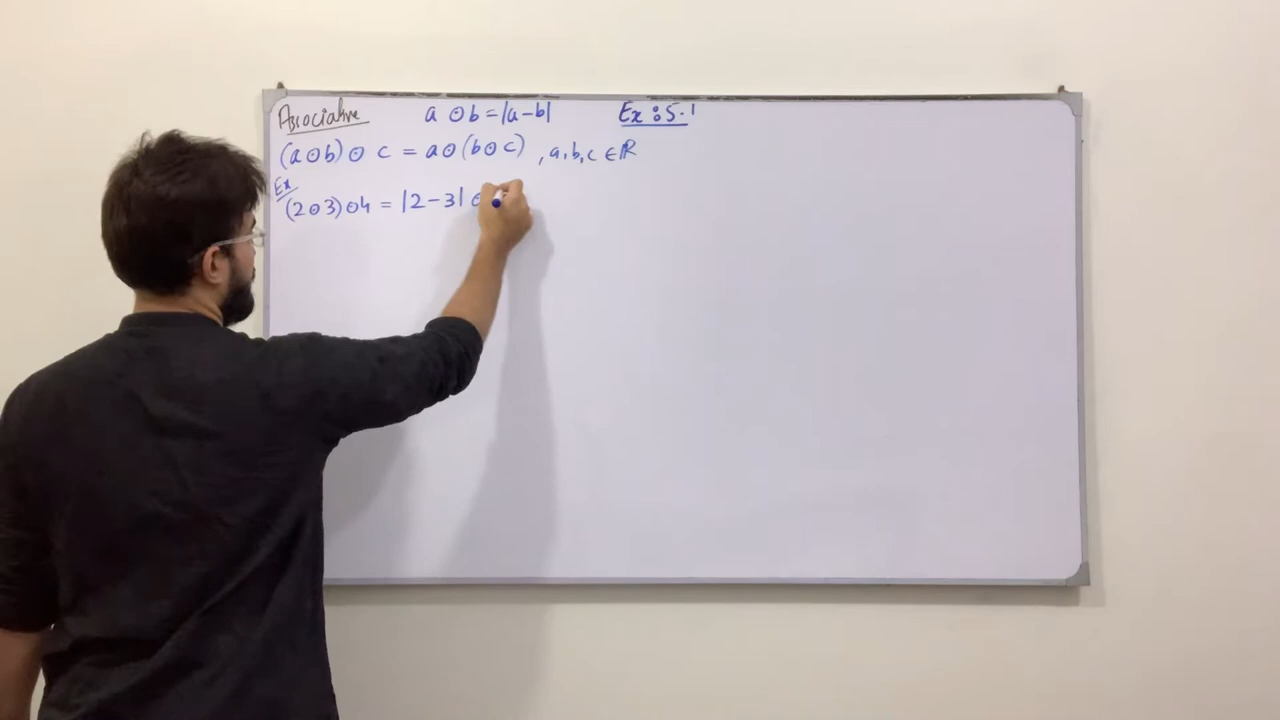 Associative a ⊙ b = |a-b| Ex : 5.1
(a⊙b)⊙ c = a⊙(b⊙c) , a,b,c ∈ ℝ
Ex
(2⊙3)⊙4 = |2-3| ⊙